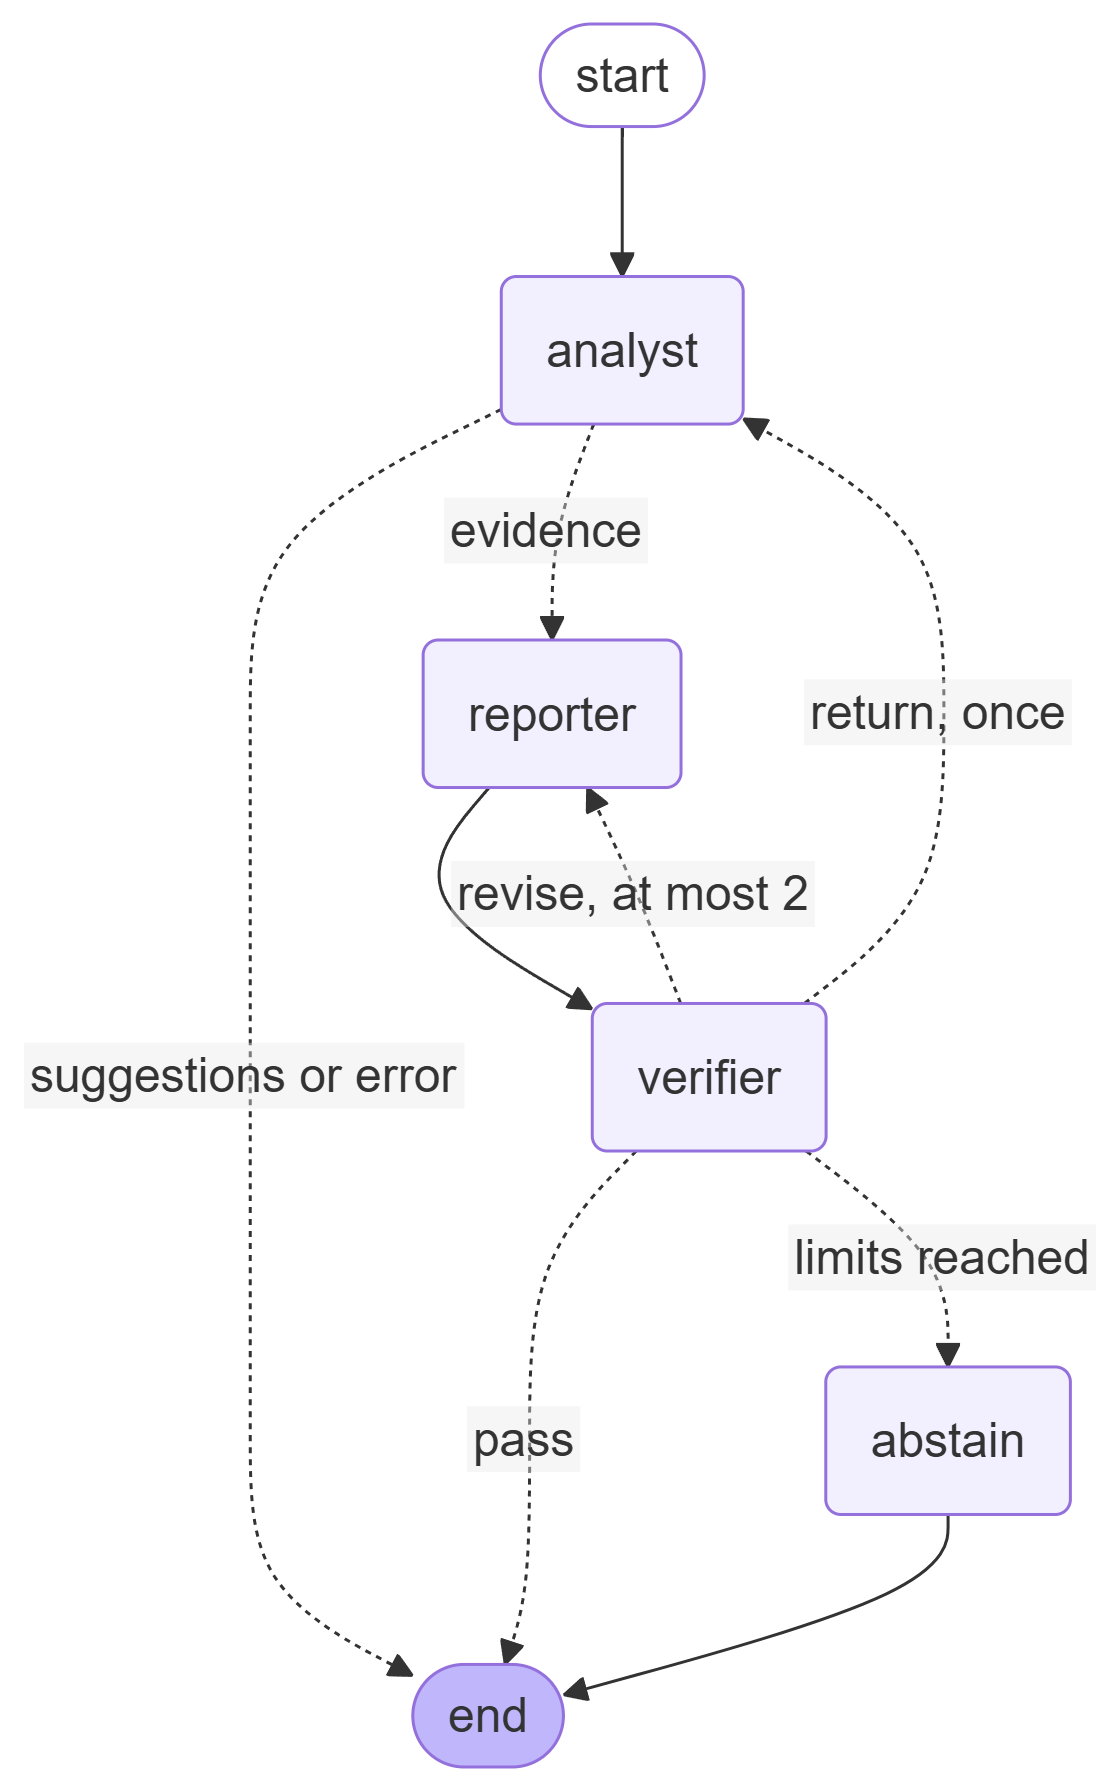 start
analyst
evidence
reporter
return, once
revise, at most 2
verifier
suggestions or error
limits reached
pass
abstain
end